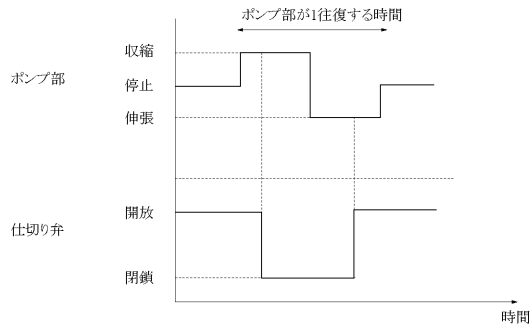 ポンプ部が1往復する時間
収縮
ポンプ部
停止
伸張
開放
仕切り弁
閉鎖
時間